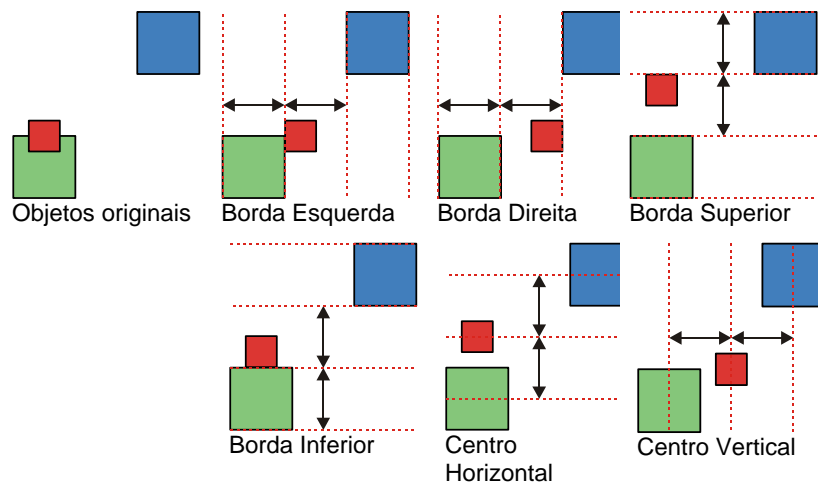 Objetos originais
Borda Esquerda
Borda Direita
Borda Superior
Borda Inferior
Centro
Horizontal
Centro Vertical